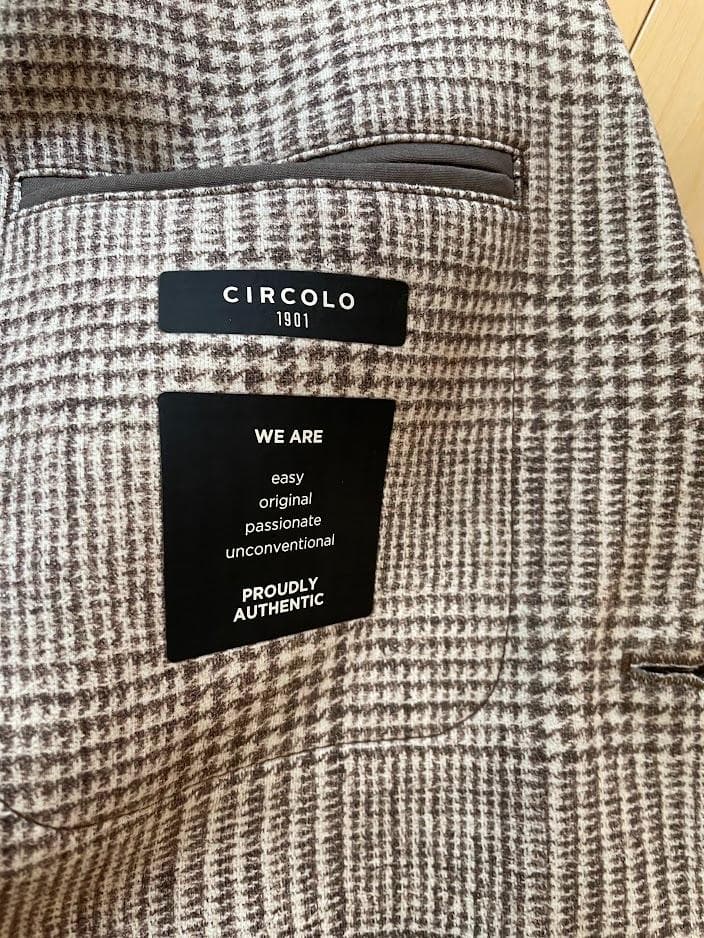 CIRCOLO
1901
WE ARE
easy
original
passionate
unconventional
PROUDLY
AUTHENTIC